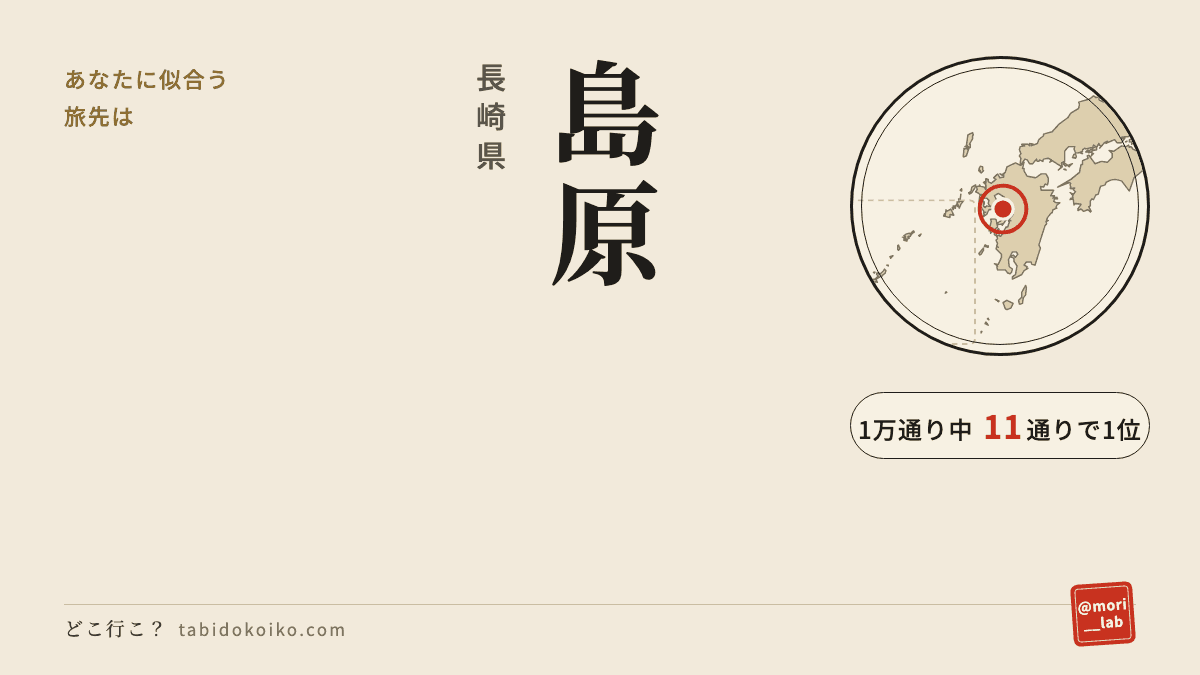 あなたに似合う
旅先は
島原
長崎県
1万通り中 11通りで1位
どこ行こ？ tabidokoiko.com
@mori
__lab